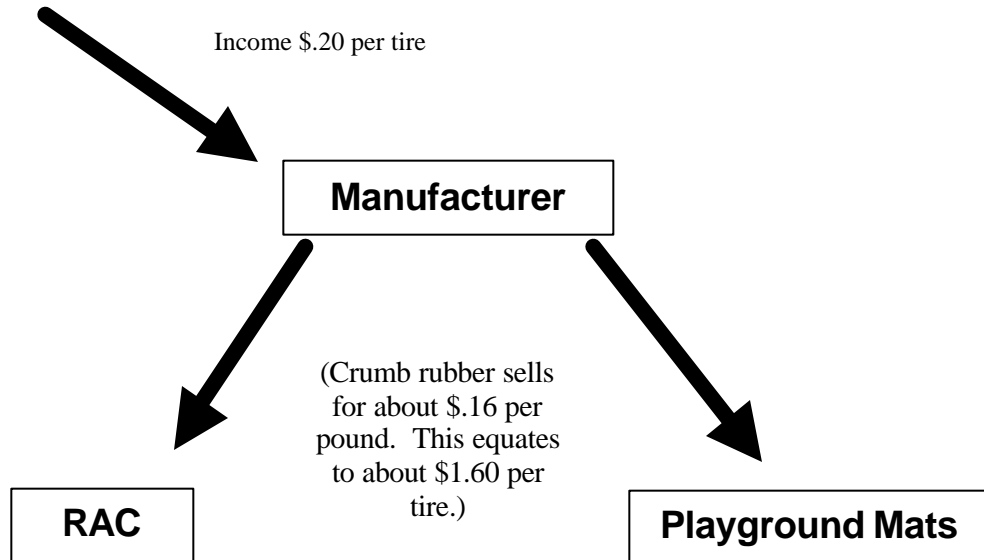 Income $.20 per tire
Manufacturer
(Crumb rubber sells
for about $.16 per
pound. This equates
to about $1.60 per
tire.)
RAC
Playground Mats